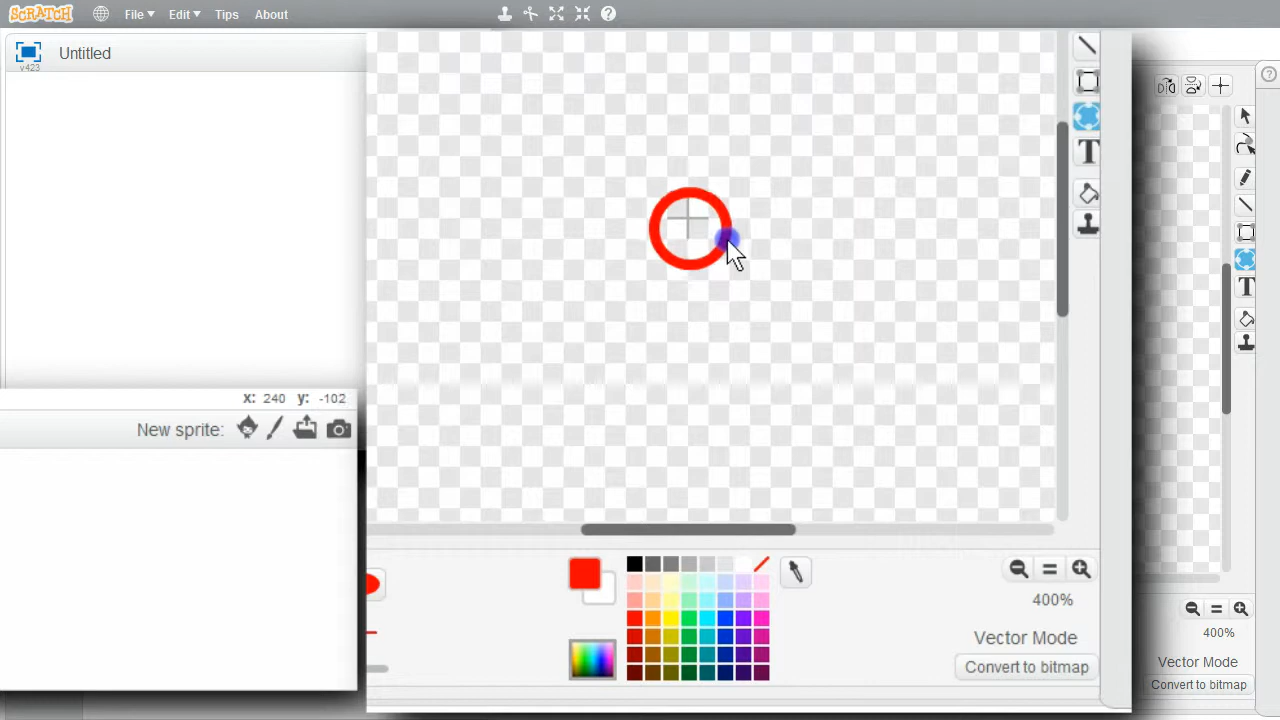 SCRATCH File Edit Tips About
Untitled
v423
T
T
x: 240 y: -102
New sprite:
400%
400%
Vector Mode
Vector Mode
Convert to bitmap
Convert to bitmap